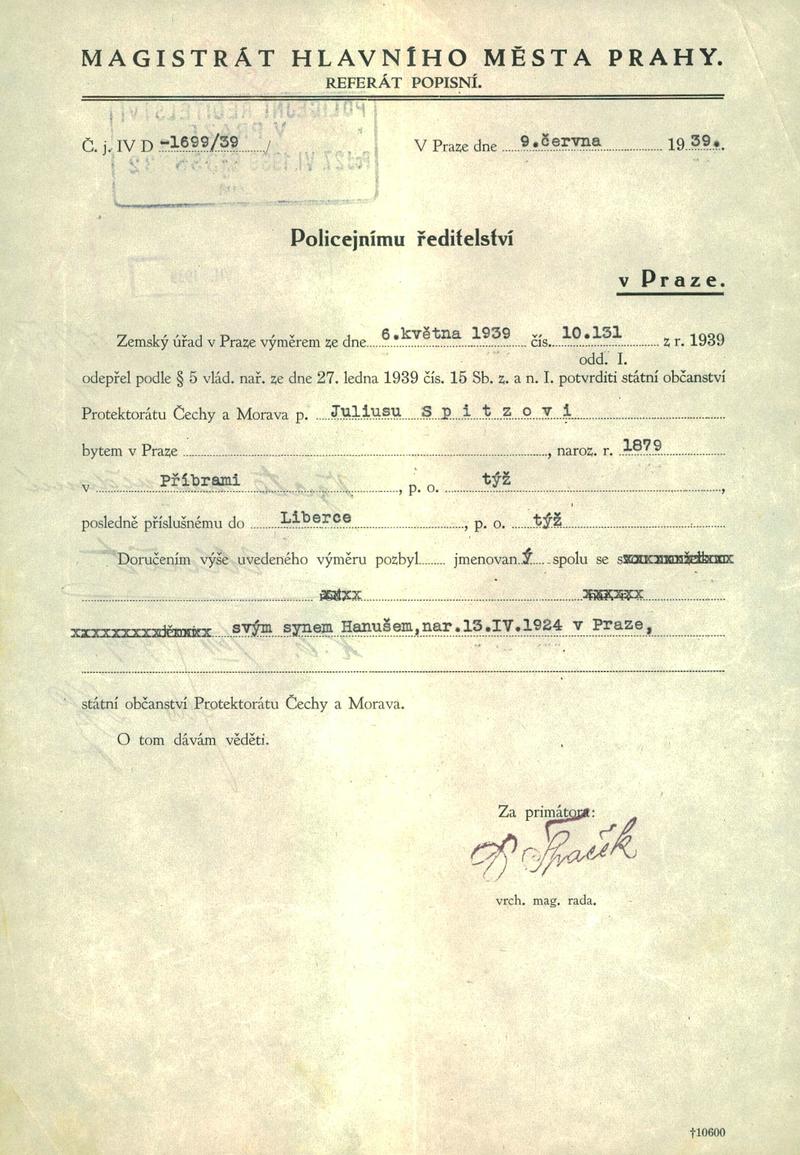 MAGISTRÁT HLAVNÍHO MĚSTA PRAHY.
REFERÁT POPISNÍ.
Č. j. IV D -1699/39 /
V Praze dne 9.června 1939.
Policejnímu ředitelství
v Praze.
Zemský úřad v Praze výměrem ze dne 6.května 1939 čís. 10.131 z r. 1939
odd. I.
odepřel podle § 5 vlád. nař. ze dne 27. ledna 1939 čís. 15 Sb. z. a n. I. potvrditi státní občanství
Protektorátu Čechy a Morava p. Juliusu S p i t z o v i
bytem v Praze , naroz. r. 1879
v Příbrami , p. o. týž ,
posledně příslušnému do Liberce , p. o. týž
Doručením výše uvedeného výměru pozbyl jmenovan ý spolu se
svým synem Hanušem,nar.13.IV.1924 v Praze,
státní občanství Protektorátu Čechy a Morava.
O tom dávám věděti.
Za primátora:
vrch. mag. rada.
†10600